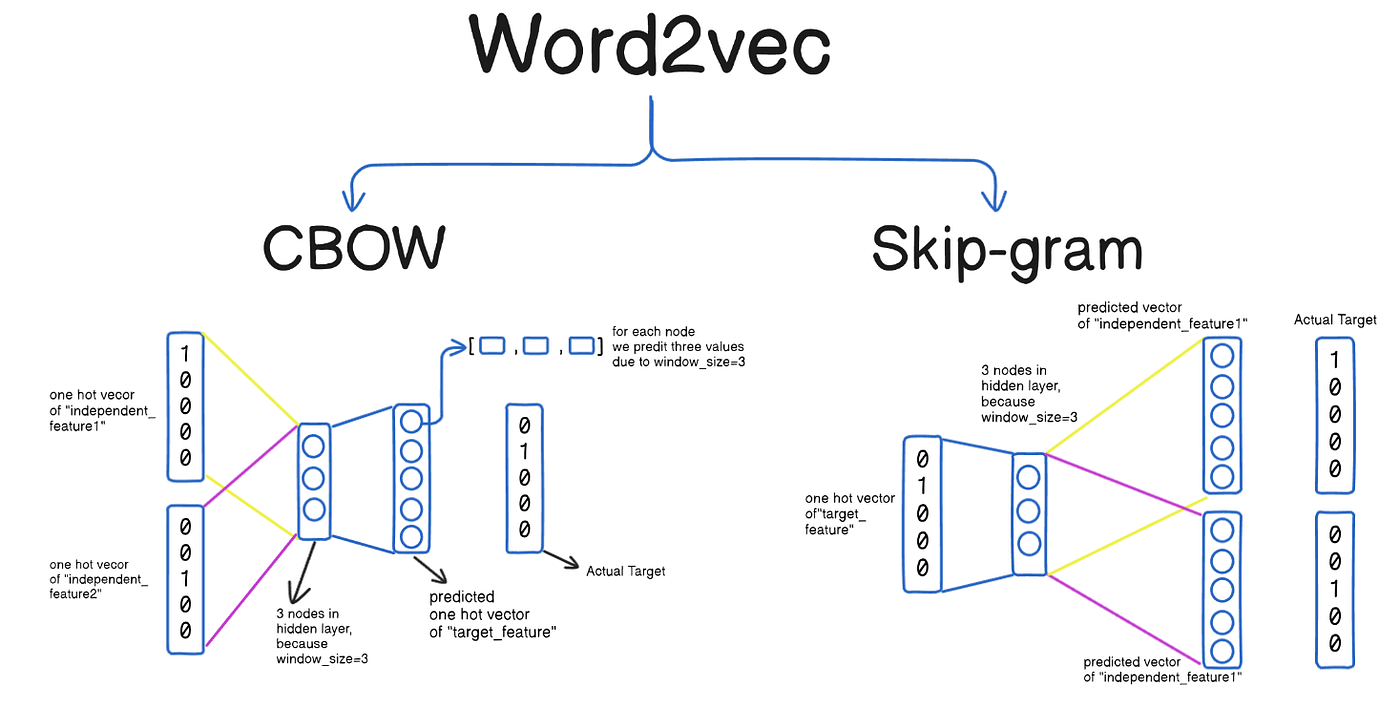 Word2vec
CBOW
Skip-gram
one hot vecor
of "independent_
feature1"
1
0
0
0
0
one hot vecor
of "independent_
feature2"
0
0
1
0
0
3 nodes in
hidden layer,
because
window_size=3
[ , , ]
for each node
we predit three values
due to window_size=3
predicted
one hot vector
of "target_feature"
0
1
0
0
0
Actual Target
one hot vector
of"target_
feature"
0
1
0
0
0
3 nodes in
hidden layer,
because
window_size=3
predicted vector
of "independent_feature1"
predicted vector
of "independent_feature1"
Actual Target
1
0
0
0
0
0
0
1
0
0